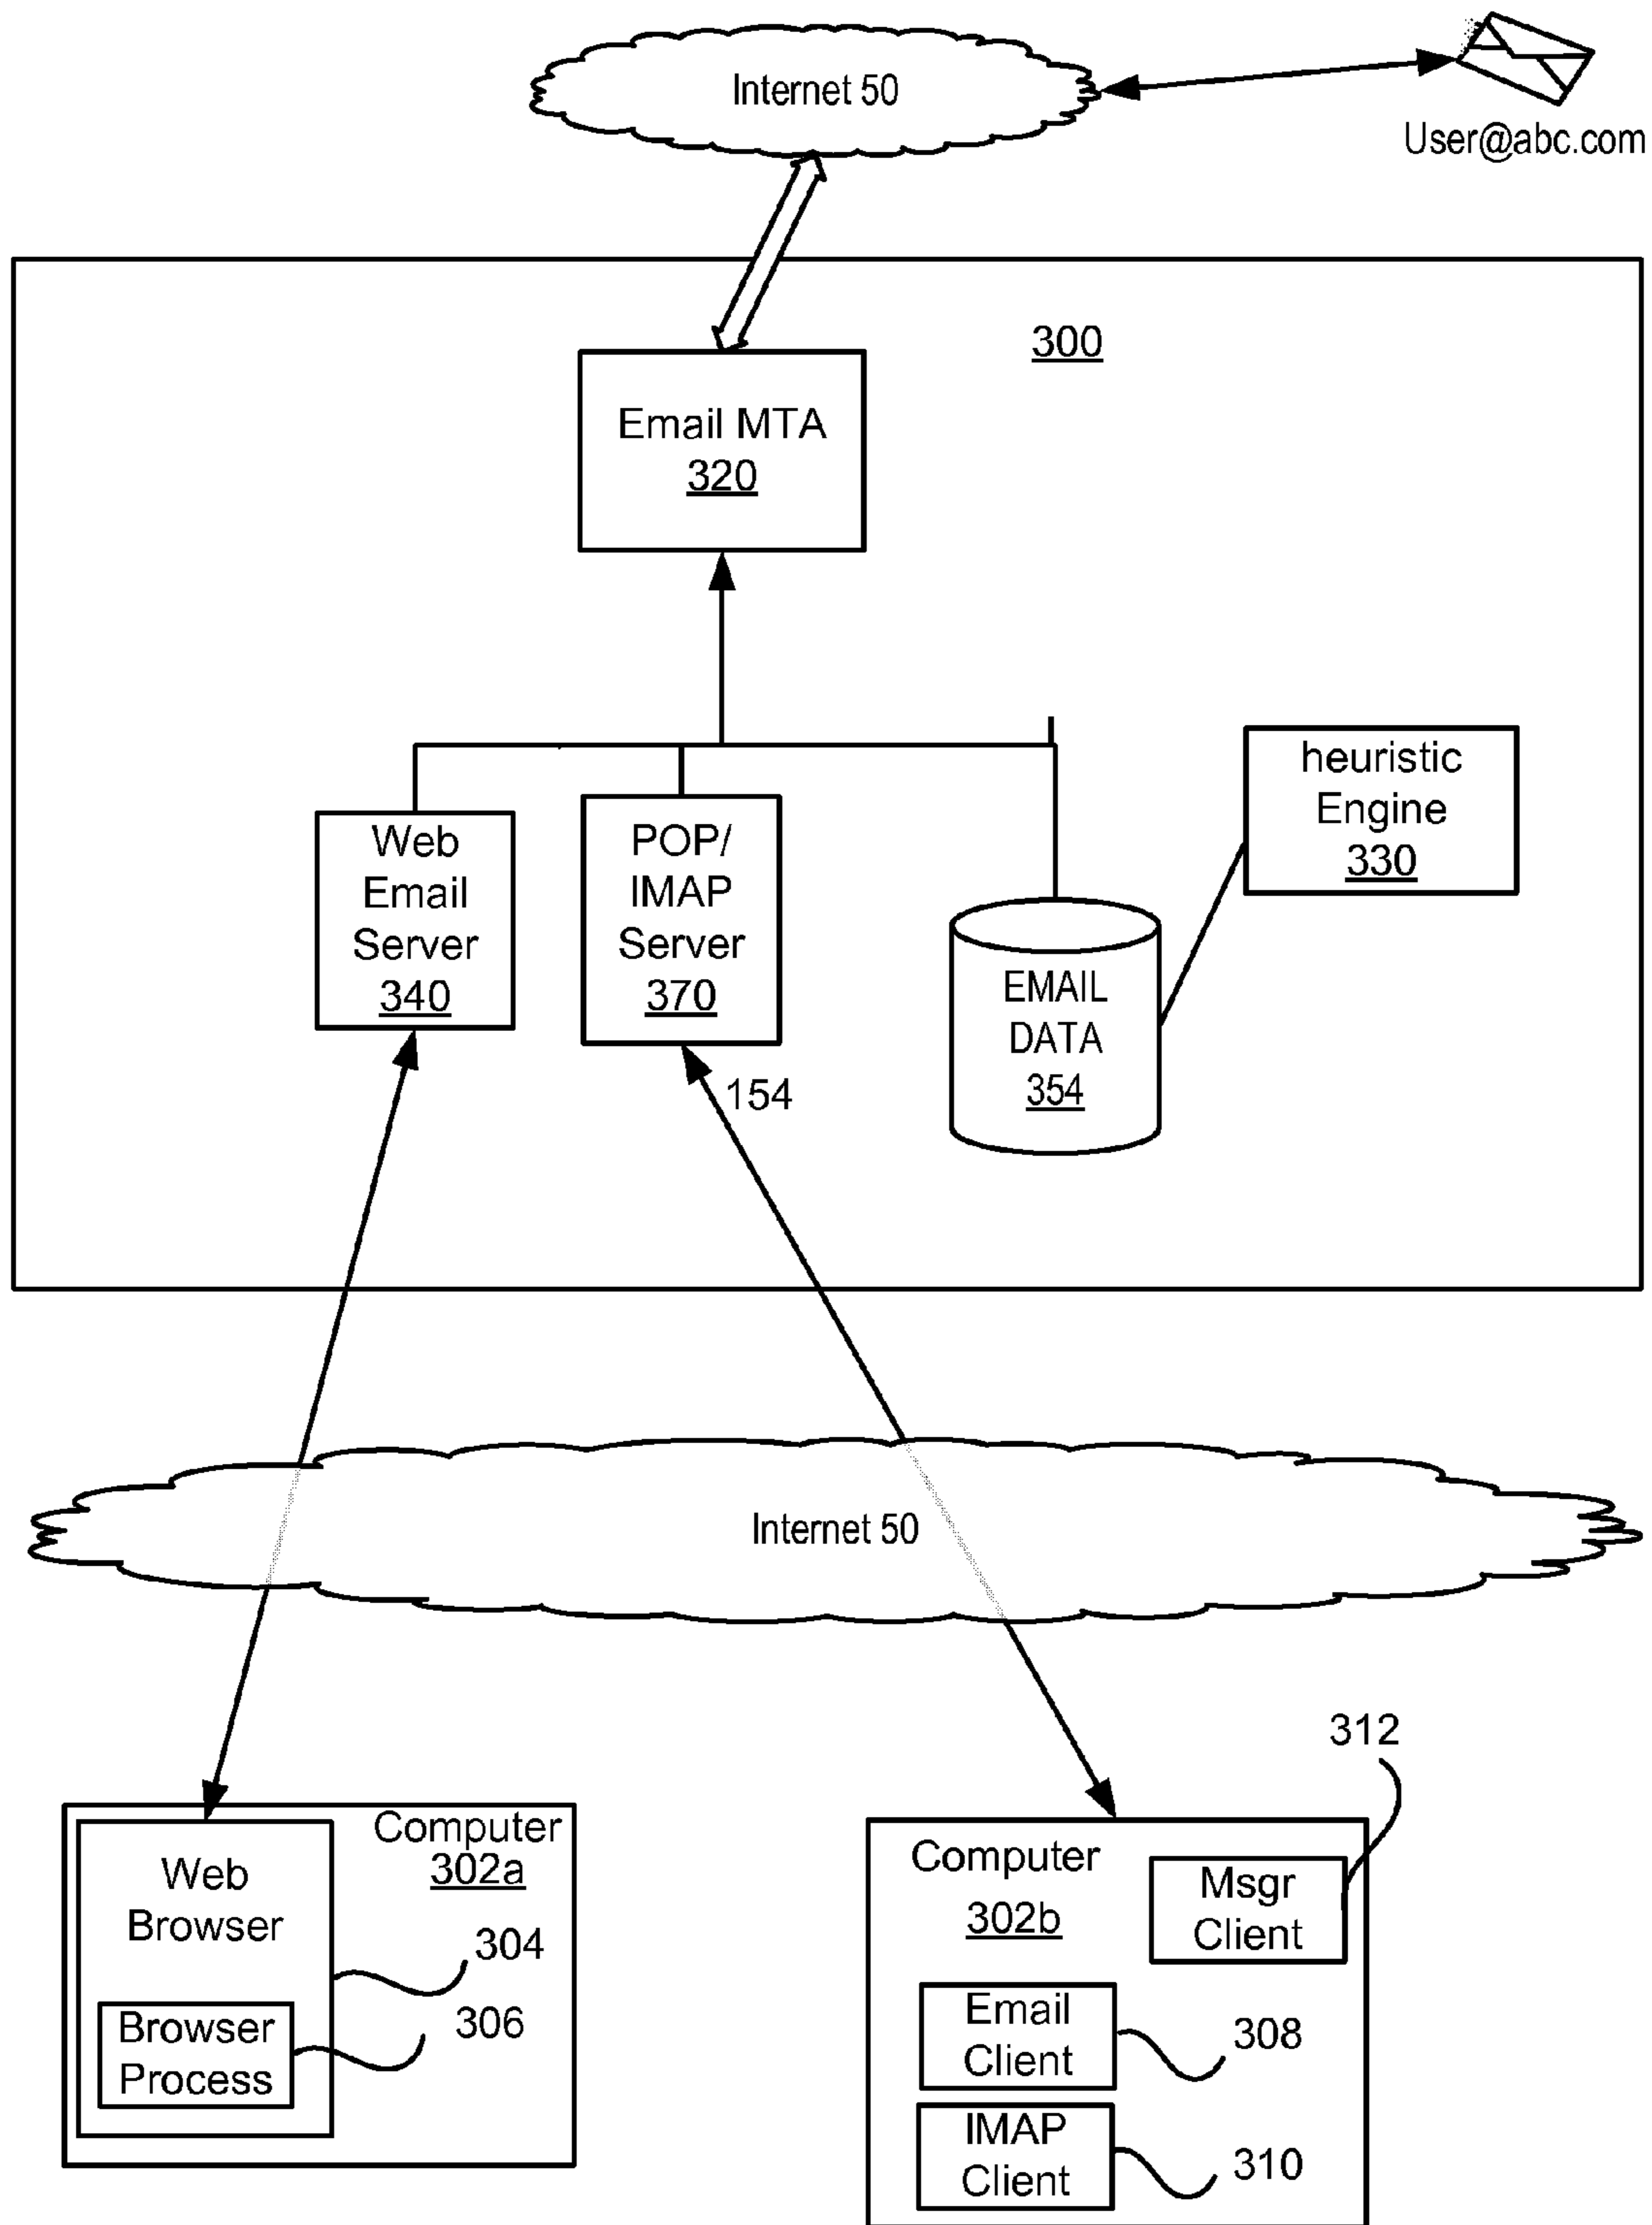 Internet 50
User@abc.com
300
Email MTA
320
heuristic
Engine
330
Web
Email
Server
340
POP/
IMAP
Server
370
EMAIL
DATA
354
154
Internet 50
312
Computer
302a
Web
Browser
304
Browser
Process
306
Computer
302b
Msgr
Client
Email
Client
308
IMAP
Client
310